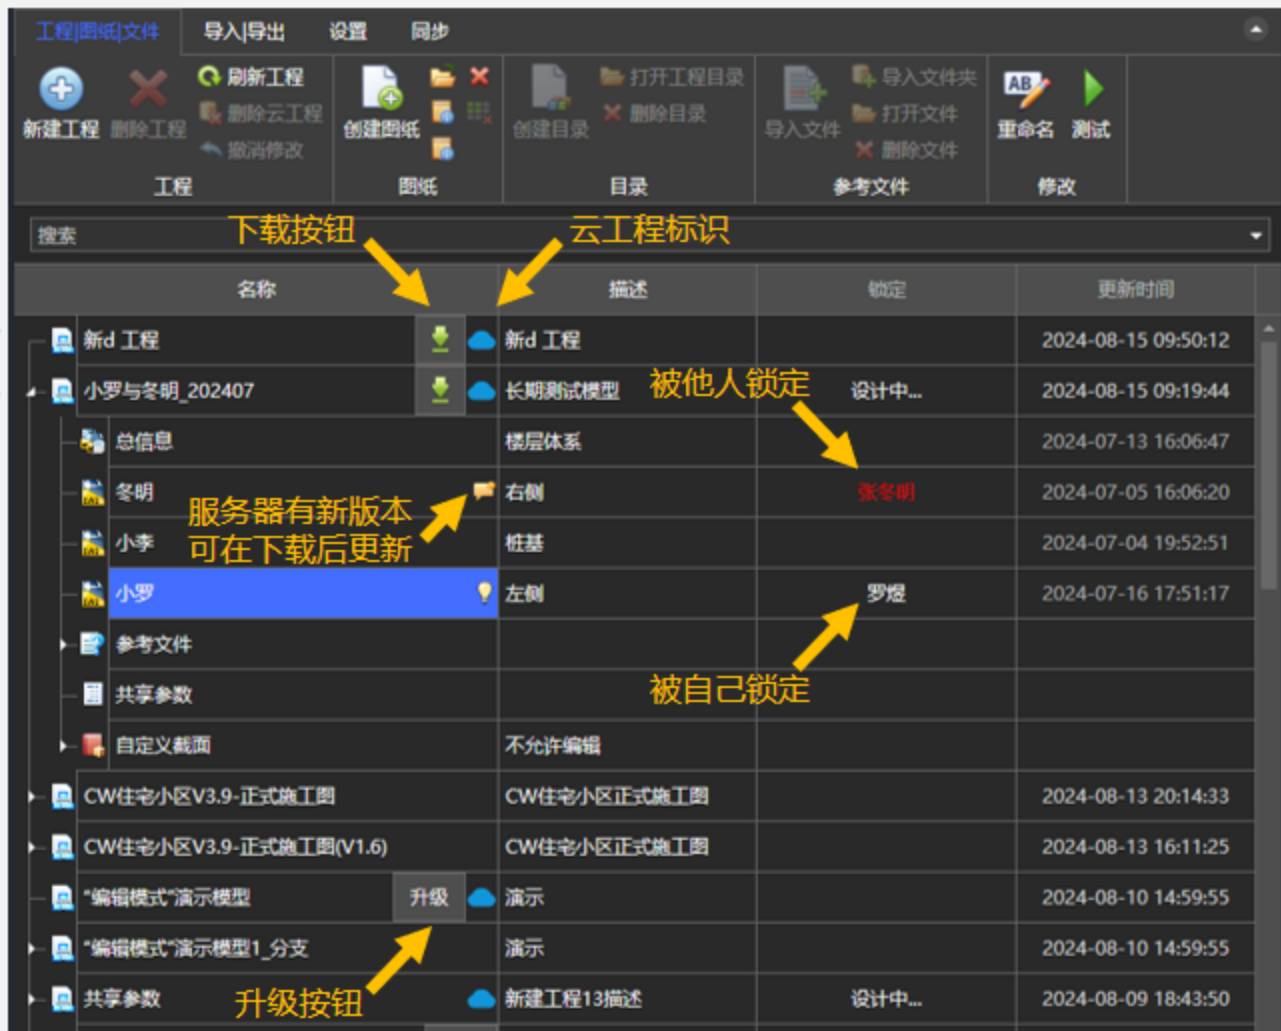 工程|图纸|文件 导入|导出 设置 同步
新建工程 删除工程 刷新工程 删除云工程 撤消修改
创建图纸
创建目录 打开工程目录 删除目录
导入文件 导入文件夹 打开文件 删除文件
重命名 测试
工程 图纸 目录 参考文件 修改
搜索 下载按钮 云工程标识
名称 描述 锁定 更新时间
新d 工程 新d 工程 2024-08-15 09:50:12
小罗与冬明_202407 长期测试模型 被他人锁定 设计中... 2024-08-15 09:19:44
总信息 楼层体系 2024-07-13 16:06:47
冬明 右侧 张冬明 2024-07-05 16:06:20
服务器有新版本
可在下载后更新
小李 桩基 2024-07-04 19:52:51
小罗 左侧 罗煜 2024-07-16 17:51:17
参考文件
共享参数 被自己锁定
自定义截面 不允许编辑
CW住宅小区V3.9-正式施工图 CW住宅小区正式施工图 2024-08-13 20:14:33
CW住宅小区V3.9-正式施工图(V1.6) CW住宅小区正式施工图 2024-08-13 16:11:25
"编辑模式"演示模型 升级 演示 2024-08-10 14:59:55
"编辑模式"演示模型1_分支 演示 2024-08-10 14:59:55
共享参数 升级按钮 新建工程13描述 设计中... 2024-08-09 18:43:50